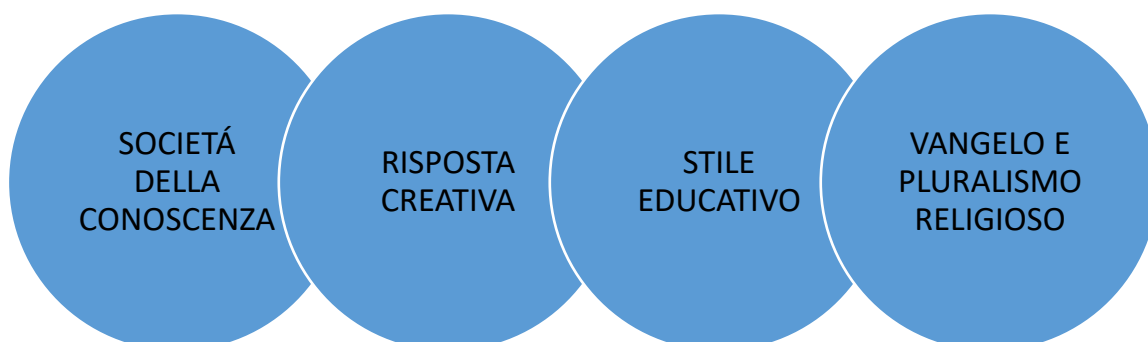 SOCIETÁ
DELLA
CONOSCENZA
RISPOSTA
CREATIVA
STILE
EDUCATIVO
VANGELO E
PLURALISMO
RELIGIOSO